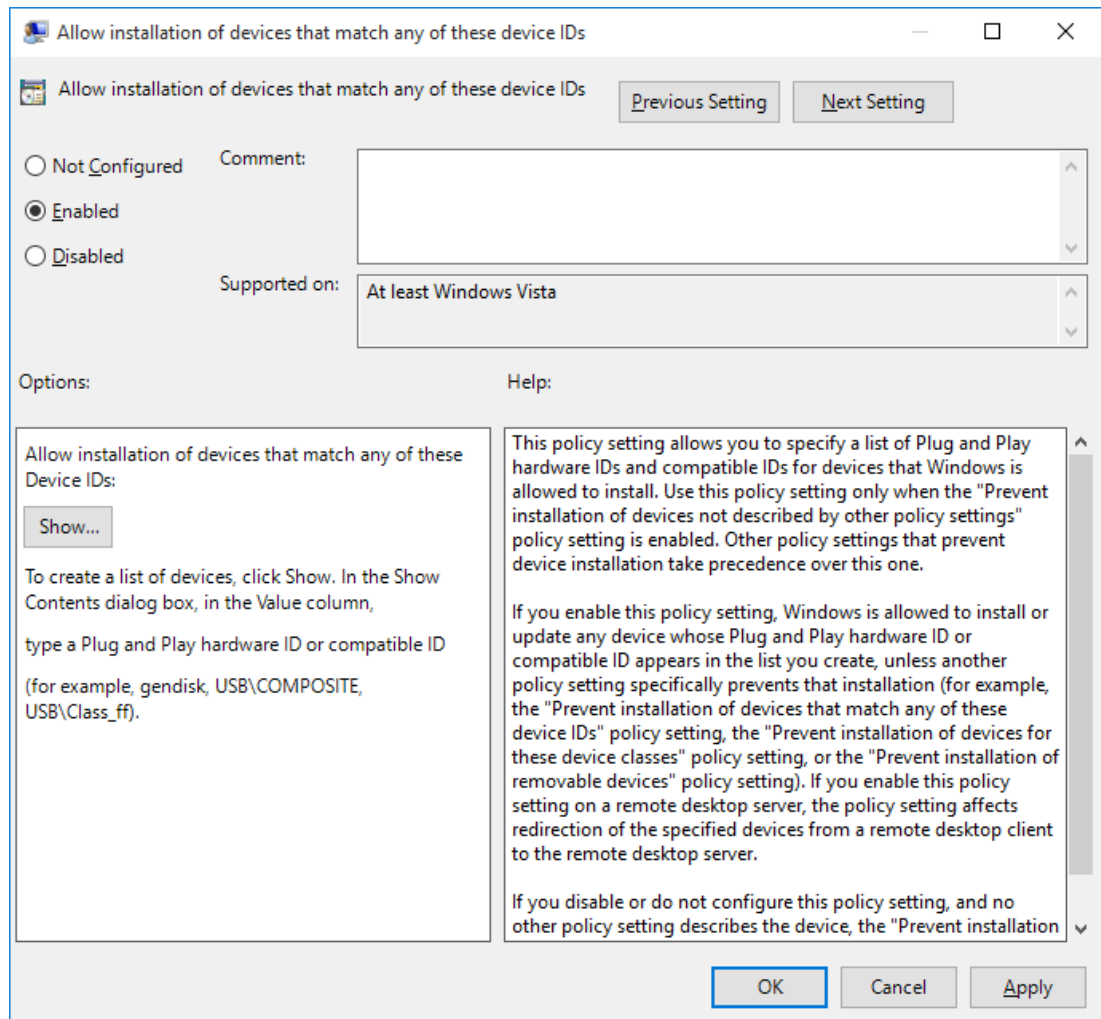 Allow installation of devices that match any of these device IDs
Allow installation of devices that match any of these device IDs
Previous Setting
Next Setting
Not Configured
Enabled
Disabled
Comment:
Supported on:
At least Windows Vista
Options:
Help:
Allow installation of devices that match any of these
Device IDs:
Show...
To create a list of devices, click Show. In the Show
Contents dialog box, in the Value column,
type a Plug and Play hardware ID or compatible ID
(for example, gendisk, USB\COMPOSITE,
USB\Class_ff).
This policy setting allows you to specify a list of Plug and Play
hardware IDs and compatible IDs for devices that Windows is
allowed to install. Use this policy setting only when the "Prevent
installation of devices not described by other policy settings"
policy setting is enabled. Other policy settings that prevent
device installation take precedence over this one.
If you enable this policy setting, Windows is allowed to install or
update any device whose Plug and Play hardware ID or
compatible ID appears in the list you create, unless another
policy setting specifically prevents that installation (for example,
the "Prevent installation of devices that match any of these
device IDs" policy setting, the "Prevent installation of devices for
these device classes" policy setting, or the "Prevent installation of
removable devices" policy setting). If you enable this policy
setting on a remote desktop server, the policy setting affects
redirection of the specified devices from a remote desktop client
to the remote desktop server.
If you disable or do not configure this policy setting, and no
other policy setting describes the device, the "Prevent installation
OK
Cancel
Apply